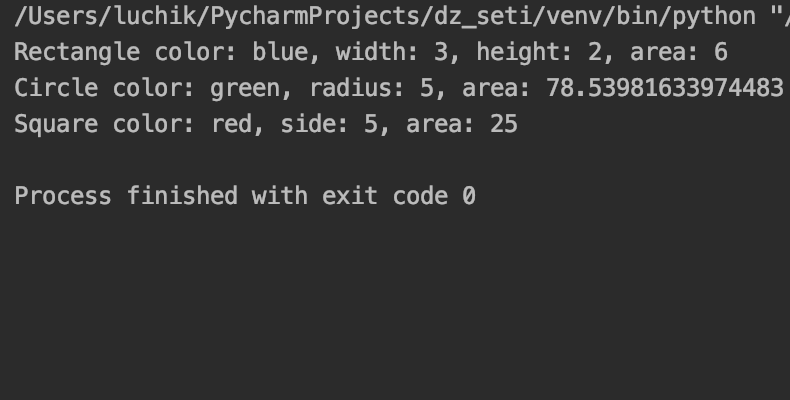 /Users/luchik/PycharmProjects/dz_seti/venv/bin/python "/
Rectangle color: blue, width: 3, height: 2, area: 6
Circle color: green, radius: 5, area: 78.53981633974483
Square color: red, side: 5, area: 25
Process finished with exit code 0